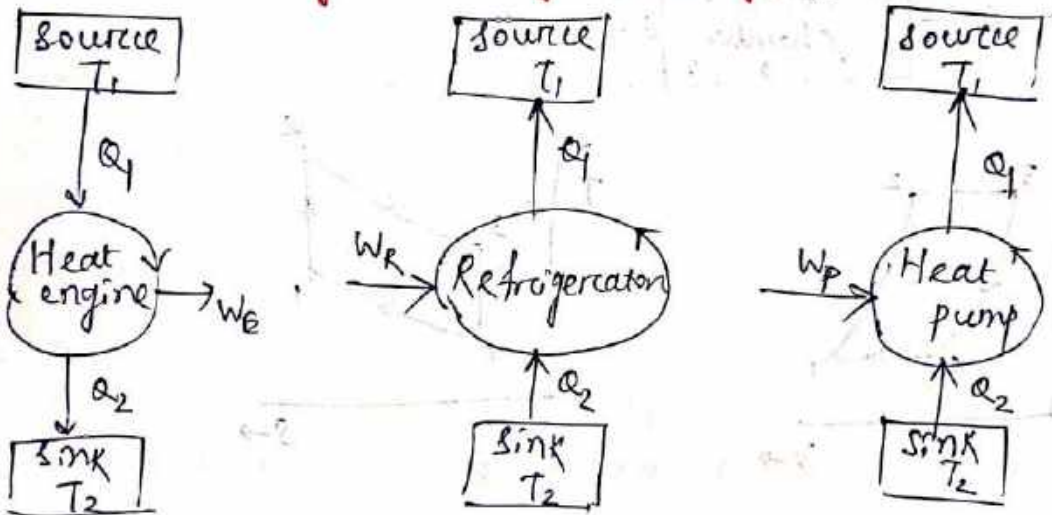 Source
T1
Q1
Heat
engine
WE
Q2
Sink
T2
Source
T1
Q1
WR
Refrigercator
Q2
Sink
T2
Source
T1
Q1
Wp
Heat
pump
Q2
Sink
T2